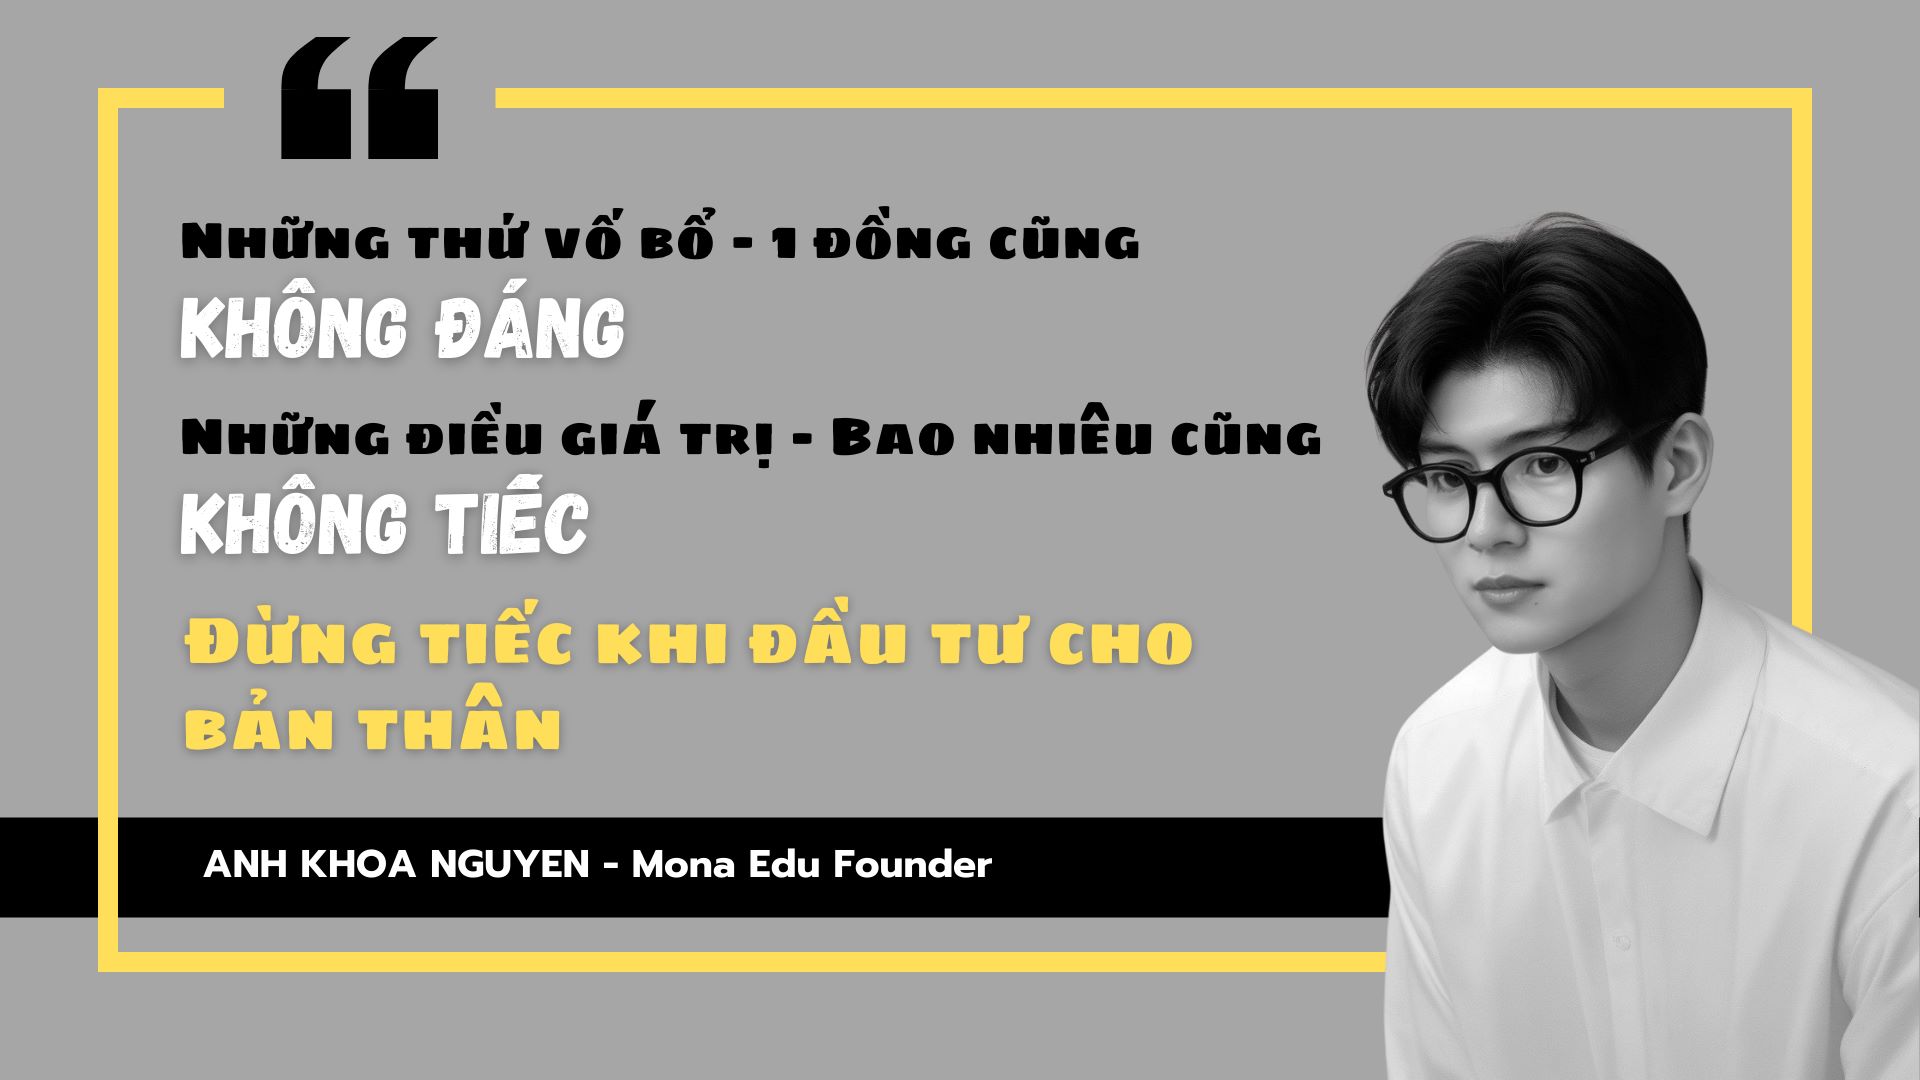 “
Những thứ vố bổ - 1 đồng cũng
KHÔNG ĐÁNG
Những điều giá trị - Bao nhiêu cũng
KHÔNG TIẾC
Đừng tiếc khi đầu tư cho
bản thân
ANH KHOA NGUYEN - Mona Edu Founder